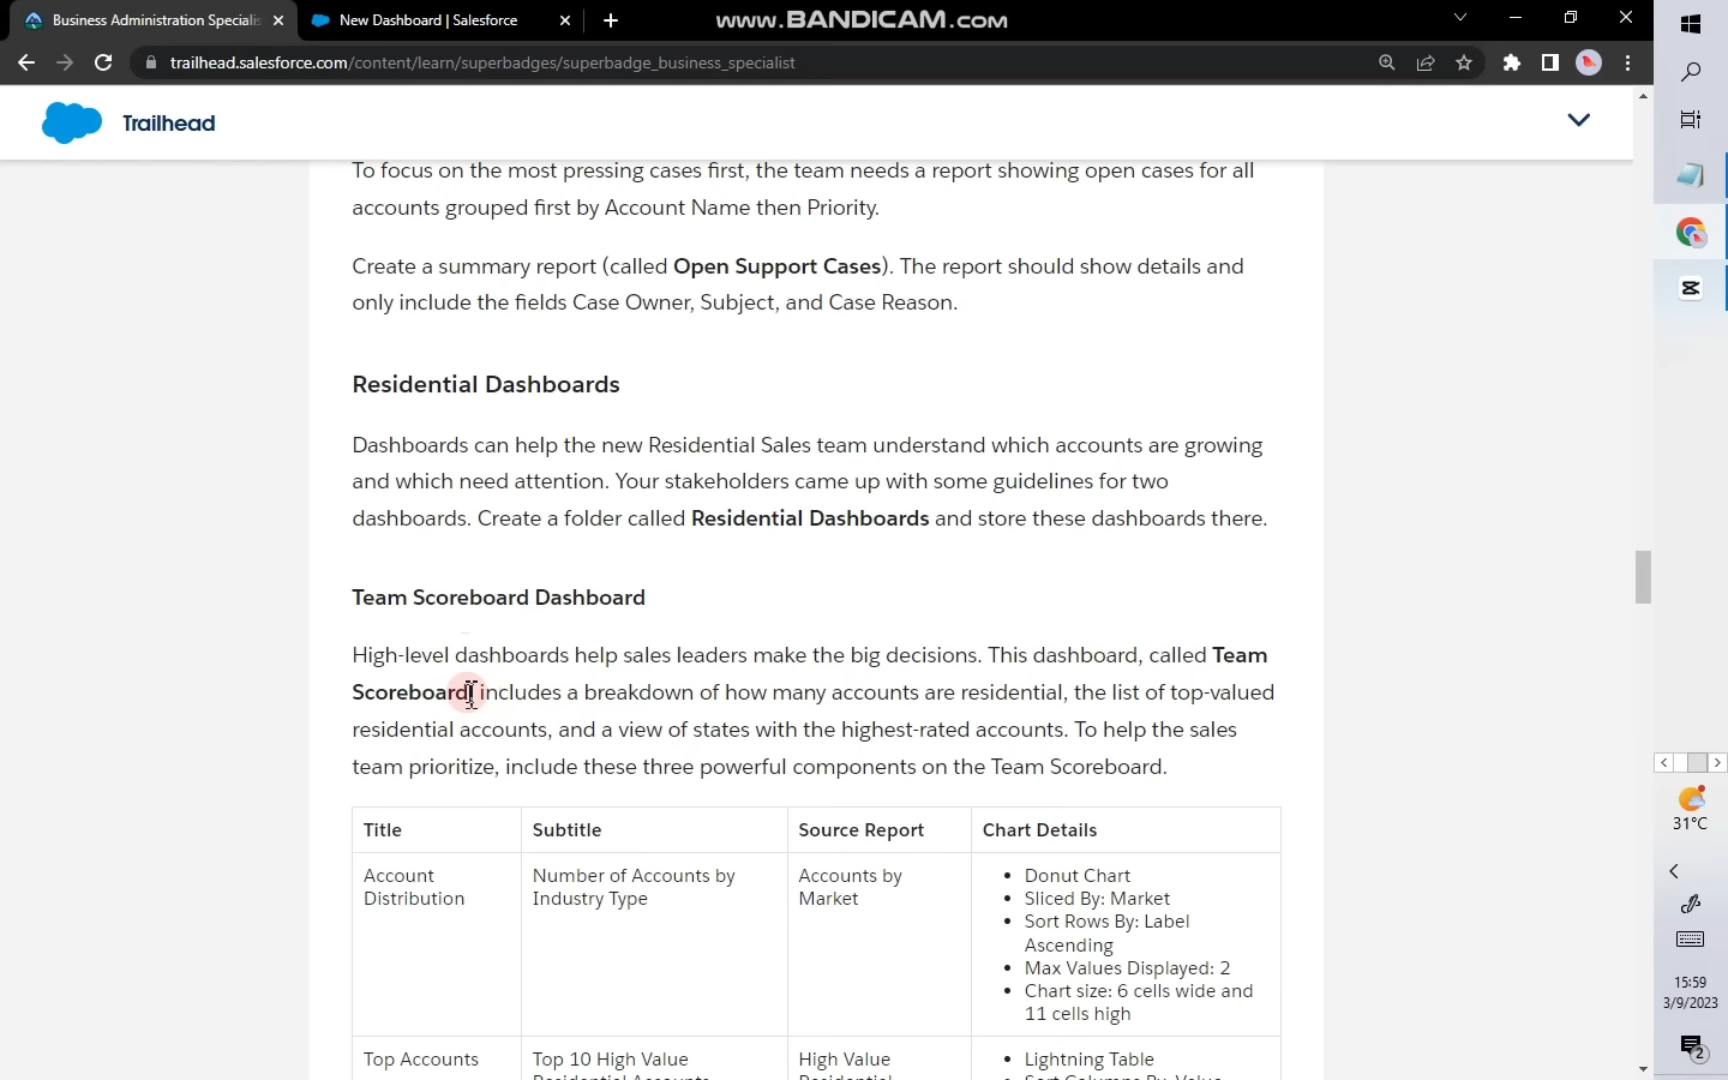 Business Administration Specialis
New Dashboard | Salesforce
www.BANDICAM.com
trailhead.salesforce.com/content/learn/superbadges/superbadge_business_specialist
Trailhead
To focus on the most pressing cases first, the team needs a report showing open cases for all
accounts grouped first by Account Name then Priority.
Create a summary report (called Open Support Cases). The report should show details and
only include the fields Case Owner, Subject, and Case Reason.
Residential Dashboards
Dashboards can help the new Residential Sales team understand which accounts are growing
and which need attention. Your stakeholders came up with some guidelines for two
dashboards. Create a folder called Residential Dashboards and store these dashboards there.
Team Scoreboard Dashboard
High-level dashboards help sales leaders make the big decisions. This dashboard, called Team
Scoreboard includes a breakdown of how many accounts are residential, the list of top-valued
residential accounts, and a view of states with the highest-rated accounts. To help the sales
team prioritize, include these three powerful components on the Team Scoreboard.
Title Subtitle Source Report Chart Details
Account Distribution
Number of Accounts by Industry Type
Accounts by Market
• Donut Chart
• Sliced By: Market
• Sort Rows By: Label
Ascending
• Max Values Displayed: 2
• Chart size: 6 cells wide and
11 cells high
Top Accounts
Top 10 High Value
Residential Accounts
High Value
Residential
• Lightning Table
• Sort Columns By: Value
31°C
15:59
3/9/2023
2